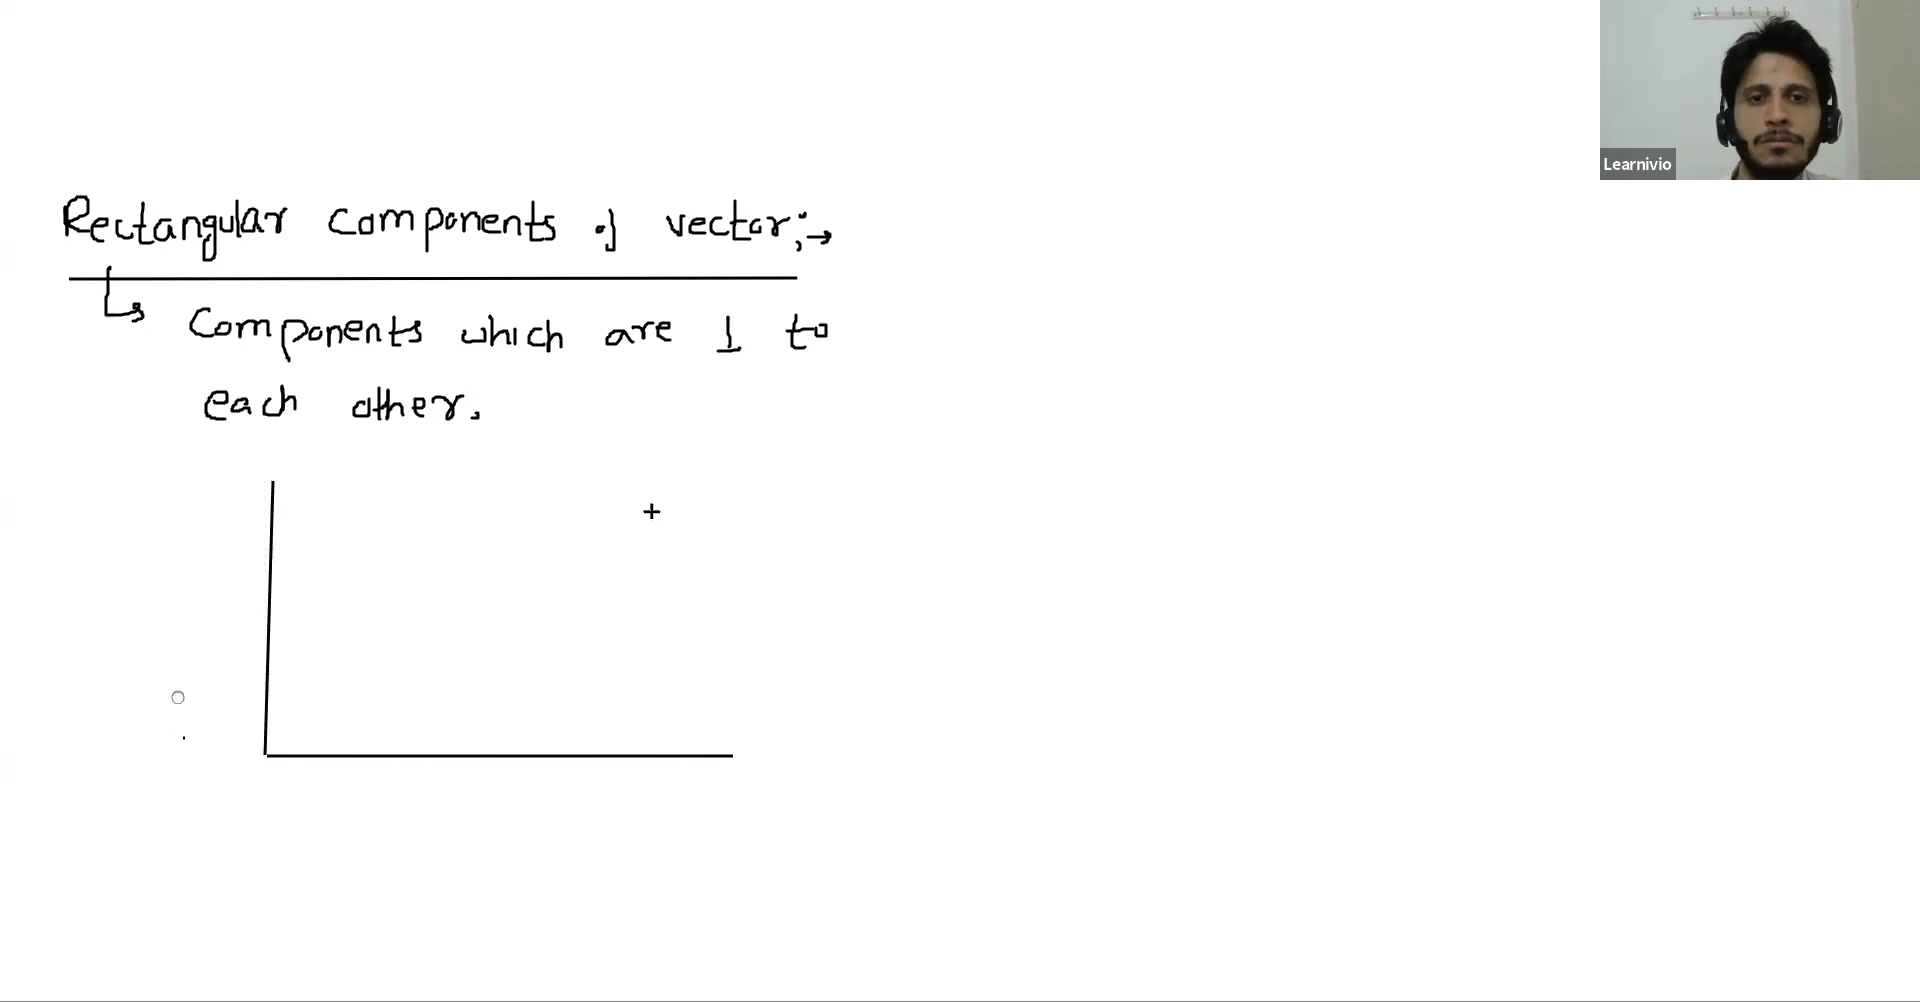 Rectangular components of vector:→
↳ Components which are ⊥ to
each other.
Learnivio